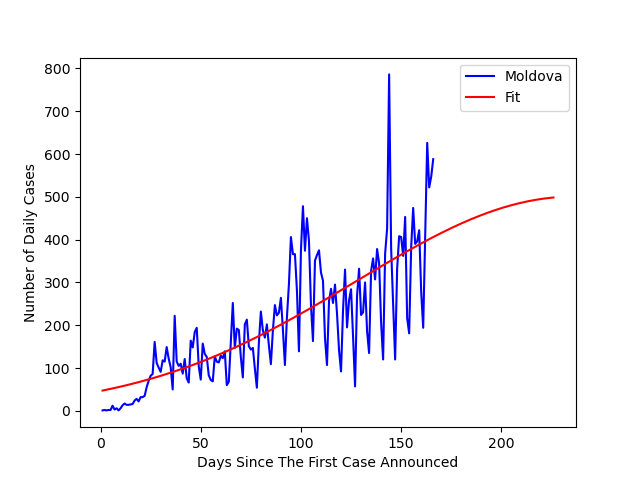 800
700
600
500
400
300
200
100
0
Number of Daily Cases
Moldova
Fit
0 50 100 150 200
Days Since The First Case Announced